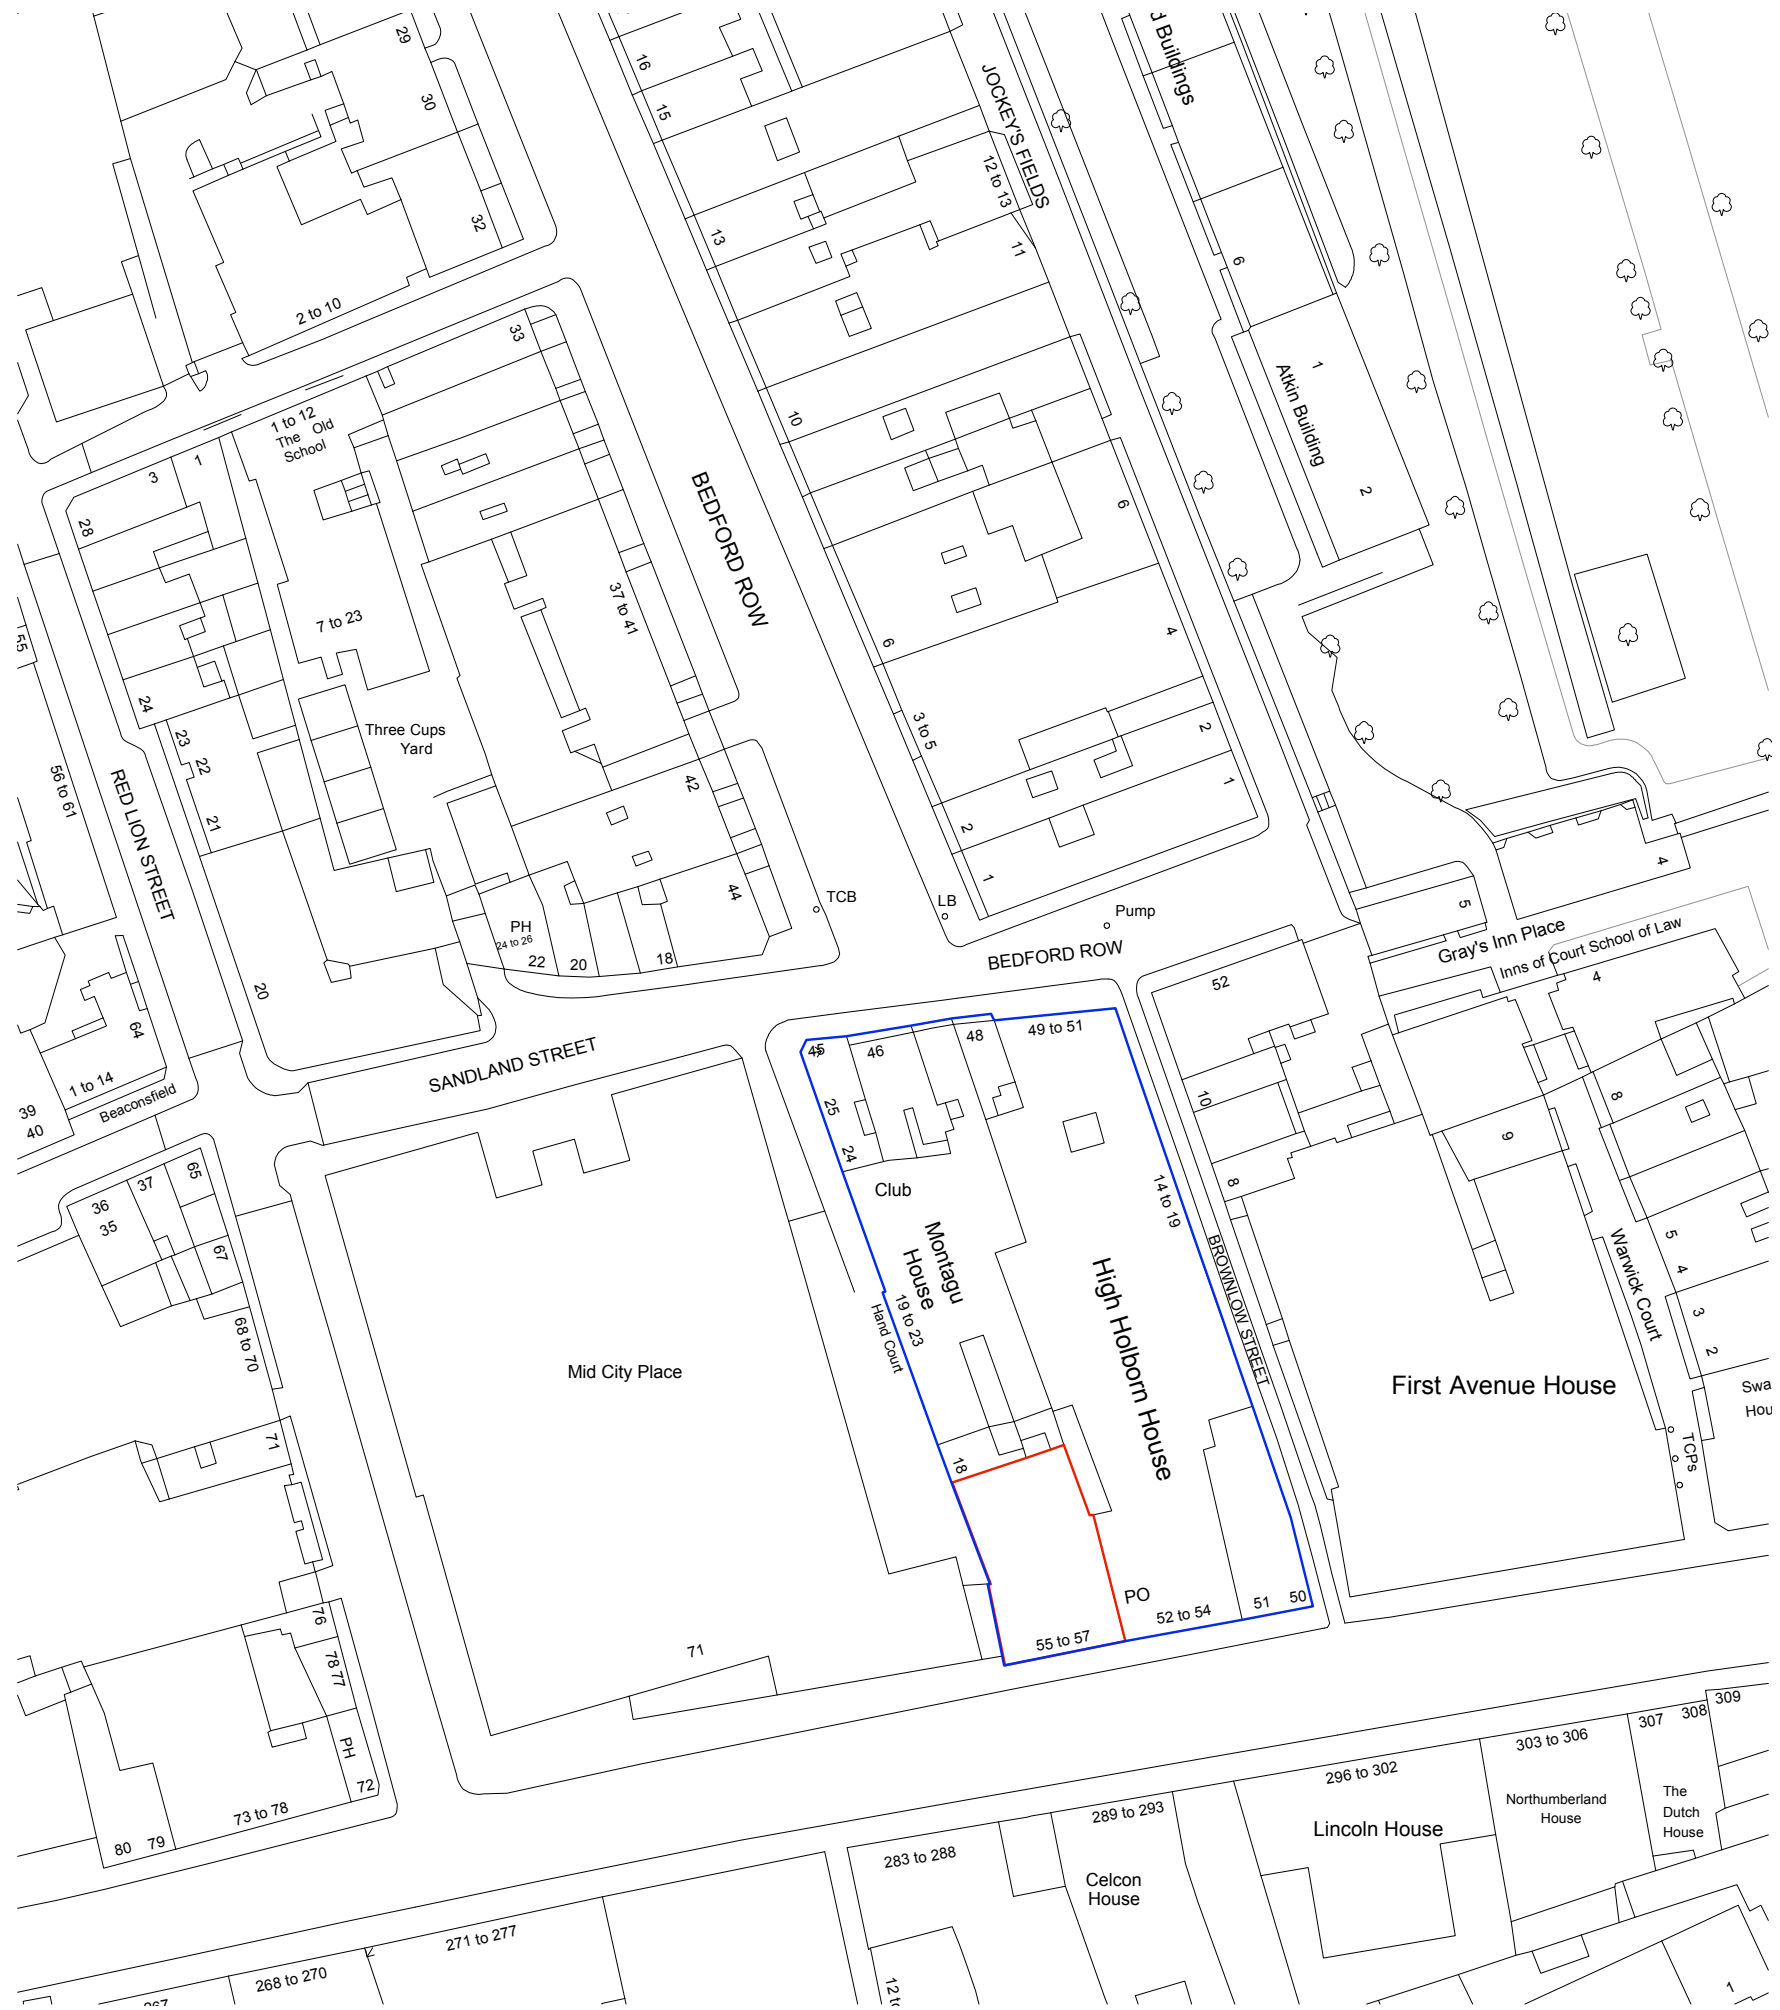 29
30
32
2 to 10
16
15
13
JOCKEY'S FIELDS
12 to 13
11
d Buildings
6
1
Atkin Building
2
33
1 to 12
The Old
School
3
1
28
10
6
BEDFORD ROW
37 to 41
7 to 23
55
24
23
22
21
Three Cups
Yard
56 to 61
RED LION STREET
6
4
3 to 5
2
1
2
1
42
44
TCB
LB
Pump
BEDFORD ROW
PH
24 to 26
22
20
18
20
64
1 to 14
Beaconsfield
39
40
SANDLAND STREET
4
5
Gray's Inn Place
Inns of Court School of Law
4
52
10
8
9
8
5
4
3
2
Warwick Court
45
46
48
49 to 51
25
24
Club
Montagu
House
19 to 23
Hand Court
High Holborn House
14 to 19
BROWNLOW STREET
First Avenue House
Swa
Hou
TCPs
36
35
37
65
67
68 to 70
71
Mid City Place
18
PO
55 to 57
52 to 54
51
50
71
76
78 77
PH
72
73 to 78
79
80
309
308
307
303 to 306
296 to 302
289 to 293
283 to 288
Northumberland
House
The
Dutch
House
Lincoln House
Celcon
House
271 to 277
268 to 270
267
12 to
1